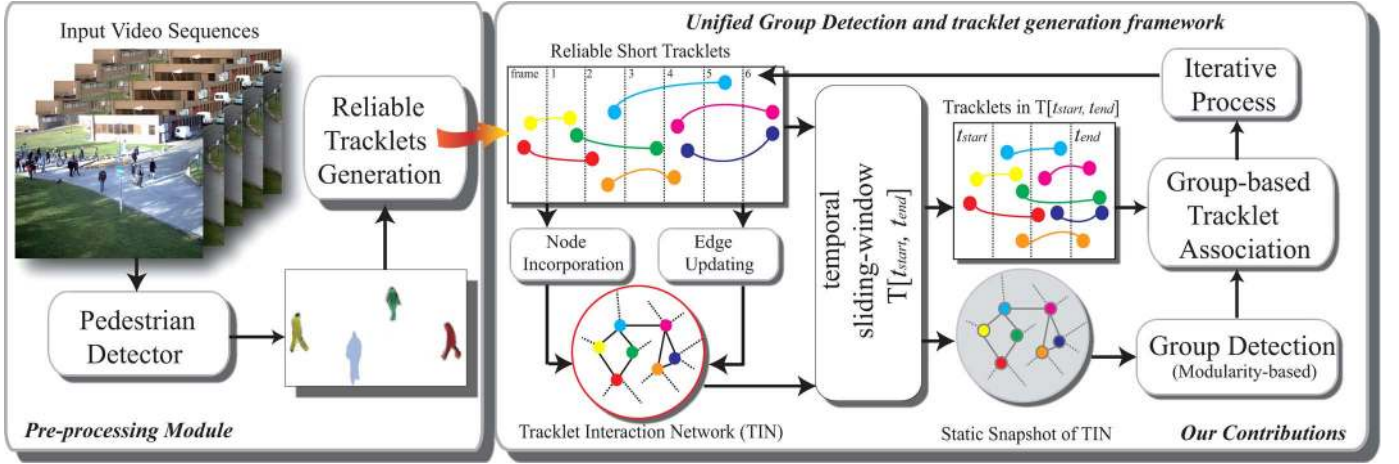 Input Video Sequences
Reliable
Tracklets
Generation
Pedestrian
Detector
Pre-processing Module
Unified Group Detection and tracklet generation framework
Reliable Short Tracklets
frame 1 2 3 4 5 6
Node
Incorporation
Edge
Updating
Tracklet Interaction Network (TIN)
temporal
sliding-window
T[tstart, tend]
Tracklets in T[tstart, tend]
tstart tend
Static Snapshot of TIN
Iterative
Process
Group-based
Tracklet
Association
Group Detection
(Modularity-based)
Our Contributions